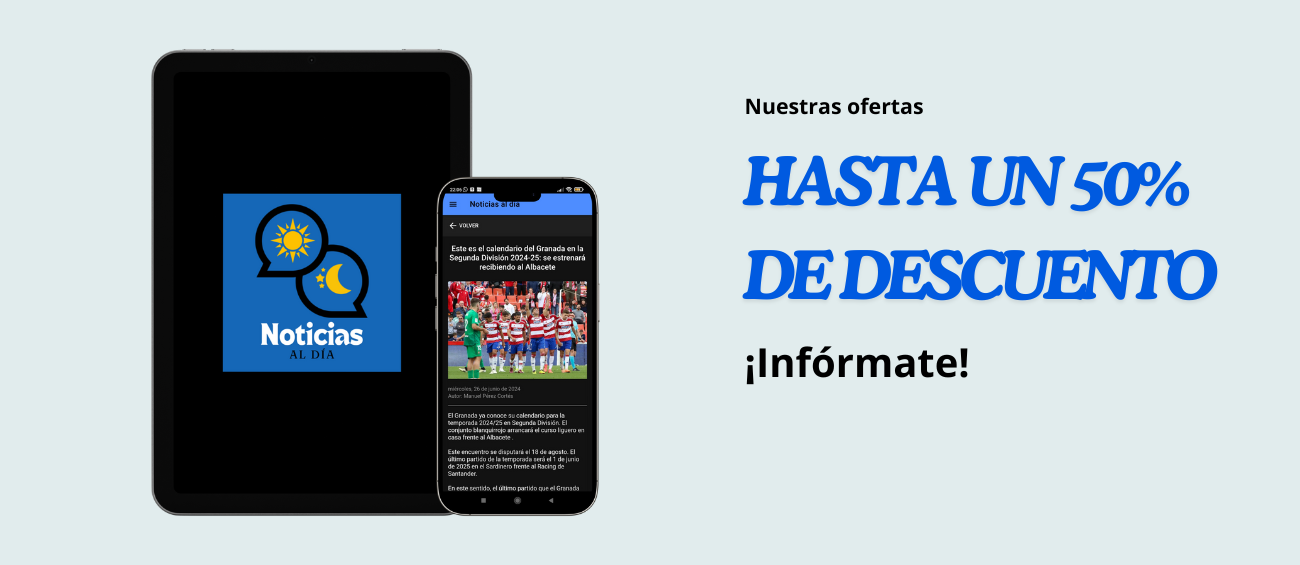 Noticias
AL DÍA
22:06
Noticias al día
VOLVER
Este es el calendario del Granada en la
Segunda División 2024-25: se estrenará
recibiendo al Albacete
miércoles, 26 de junio de 2024
Autor: Manuel Pérez Cortés
El Granada ya conoce su calendario para la
temporada 2024/25 en Segunda División. El
conjunto blanquirrojo arrancará el curso liguero en
casa frente al Albacete .
Este encuentro se disputará el 18 de agosto. El
último partido de la temporada será el 1 de junio
de 2025 en el Sardinero frente al Racing de
Santander.
En este sentido, el último partido que el Granada
Nuestras ofertas
HASTA UN 50%
DE DESCUENTO
¡Infórmate!